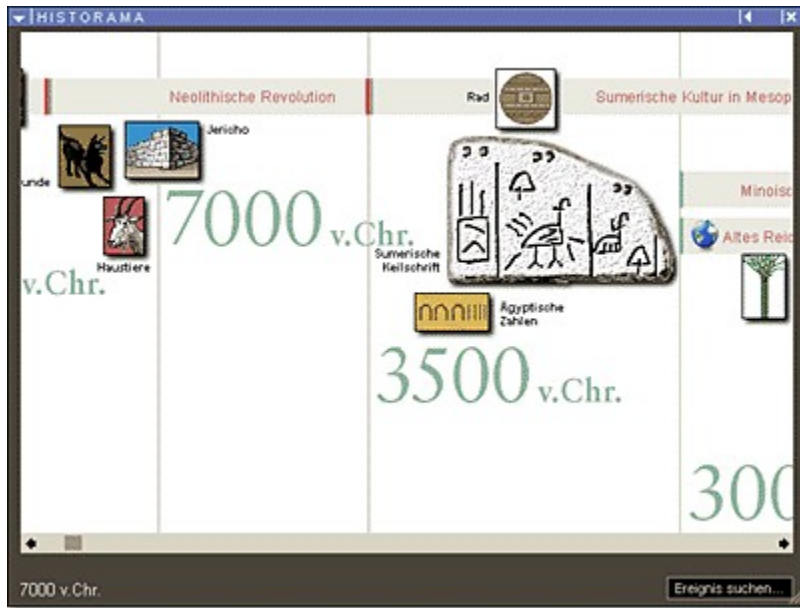 HISTORAMA
Neolithische Revolution
Rad
Sumerische Kultur in Mesop
Jericho
unde
7000 v.Chr.
Minoisc
Altes Reic
Haustiere
Sumerische
Keilschrift
v.Chr.
Ägyptische
Zahlen
3500 v.Chr.
300
7000 v.Chr.
Ereignis suchen...